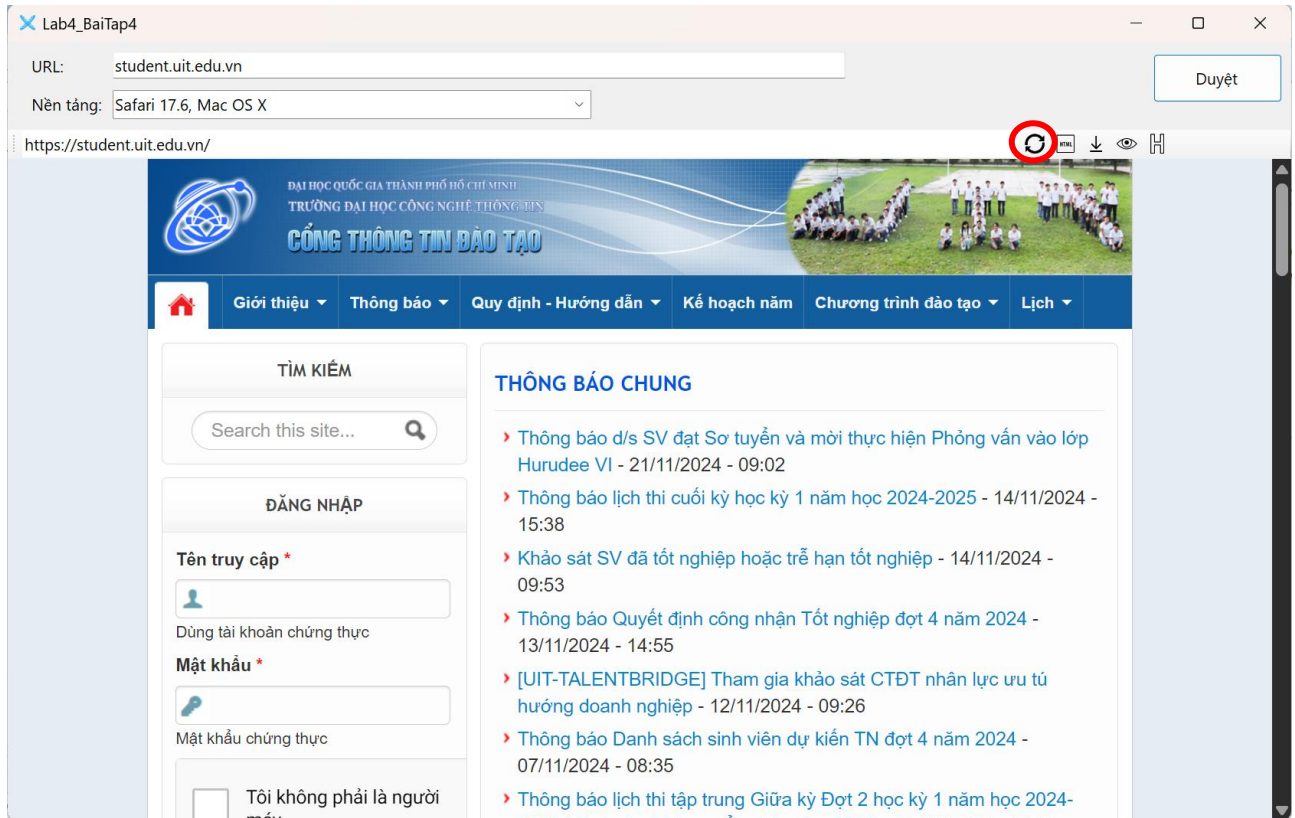 Lab4_BaiTap4
URL:
student.uit.edu.vn
Duyệt
Nền tảng:
Safari 17.6, Mac OS X
https://student.uit.edu.vn/
HTML
ĐẠI HỌC QUỐC GIA THÀNH PHỐ HỒ CHÍ MINH
TRƯỜNG ĐẠI HỌC CÔNG NGHỆ THÔNG TIN
CỔNG THÔNG TIN ĐÀO TẠO
Giới thiệu
Thông báo
Quy định - Hướng dẫn
Kế hoạch năm
Chương trình đào tạo
Lịch
TÌM KIẾM
Search this site...
ĐĂNG NHẬP
Tên truy cập *
Dùng tài khoản chứng thực
Mật khẩu *
Mật khẩu chứng thực
Tôi không phải là người
máy
THÔNG BÁO CHUNG
Thông báo d/s SV đạt Sơ tuyển và mời thực hiện Phỏng vấn vào lớp
Hurudee VI - 21/11/2024 - 09:02
Thông báo lịch thi cuối kỳ học kỳ 1 năm học 2024-2025 - 14/11/2024 -
15:38
Khảo sát SV đã tốt nghiệp hoặc trễ hạn tốt nghiệp - 14/11/2024 -
09:53
Thông báo Quyết định công nhận Tốt nghiệp đợt 4 năm 2024 -
13/11/2024 - 14:55
[UIT-TALENTBRIDGE] Tham gia khảo sát CTĐT nhân lực ưu tú
hướng doanh nghiệp - 12/11/2024 - 09:26
Thông báo Danh sách sinh viên dự kiến TN đợt 4 năm 2024 -
07/11/2024 - 08:35
Thông báo lịch thi tập trung Giữa kỳ Đợt 2 học kỳ 1 năm học 2024-